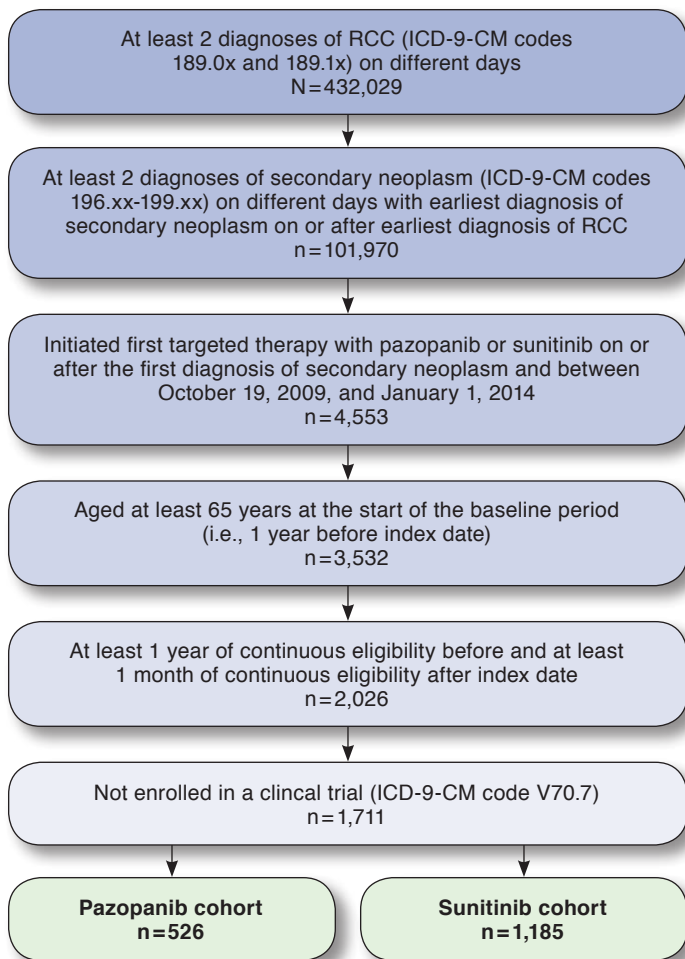 At least 2 diagnoses of RCC (ICD-9-CM codes
189.0x and 189.1x) on different days
N=432,029
At least 2 diagnoses of secondary neoplasm (ICD-9-CM codes
196.xx-199.xx) on different days with earliest diagnosis of
secondary neoplasm on or after earliest diagnosis of RCC
n=101,970
Initiated first targeted therapy with pazopanib or sunitinib on or
after the first diagnosis of secondary neoplasm and between
October 19, 2009, and January 1, 2014
n=4,553
Aged at least 65 years at the start of the baseline period
(i.e., 1 year before index date)
n=3,532
At least 1 year of continuous eligibility before and at least
1 month of continuous eligibility after index date
n=2,026
Not enrolled in a clincal trial (ICD-9-CM code V70.7)
n=1,711
Pazopanib cohort
n=526
Sunitinib cohort
n=1,185